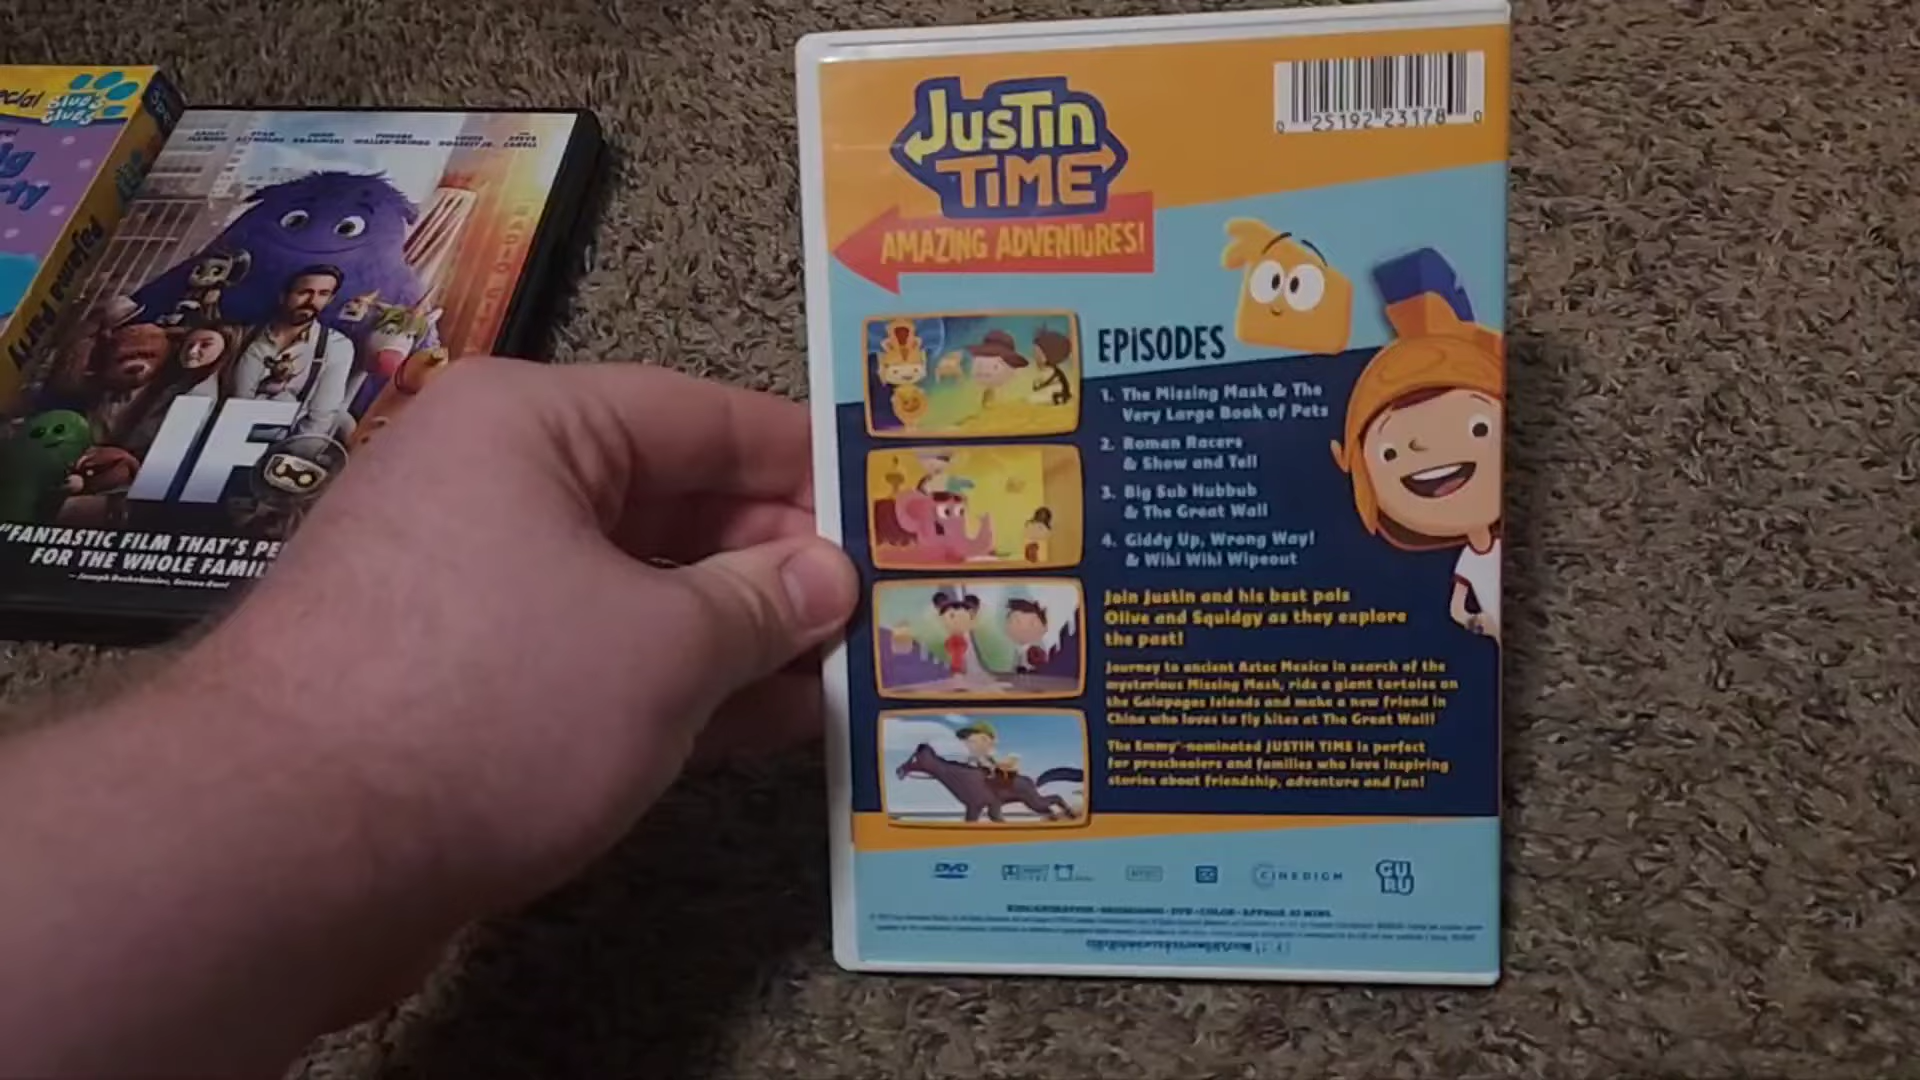 BLUE'S
CLUES
Pajama Party
IF
"FANTASTIC FILM THAT'S
FOR THE WHOLE
JUSTIN
TIME
AMAZING ADVENTURES!
0 25192 23178 0
EPISODES
1. The Missing Mask & The
Very Large Book of Pets
2. Roman Racers
& Show and Tell
3. Big Sub Hubbub
& The Great Wall
4. Giddy Up, Wrong Way!
& Wiki Wiki Wipeout
Join Justin and his best pals
Olive and Squidgy as they explore
the past!
Journey to ancient Aztec Mexico in search of the
mysterious Missing Mask, ride a giant tortoise on
the Galapagos Islands and make a new friend in
China who loves to fly kites at The Great Wall!
The Emmy®-nominated JUSTIN TIME is perfect
for preschoolers and families who love inspiring
stories about friendship, adventure and fun!
DVD
CC
CINEDIGM
GURU